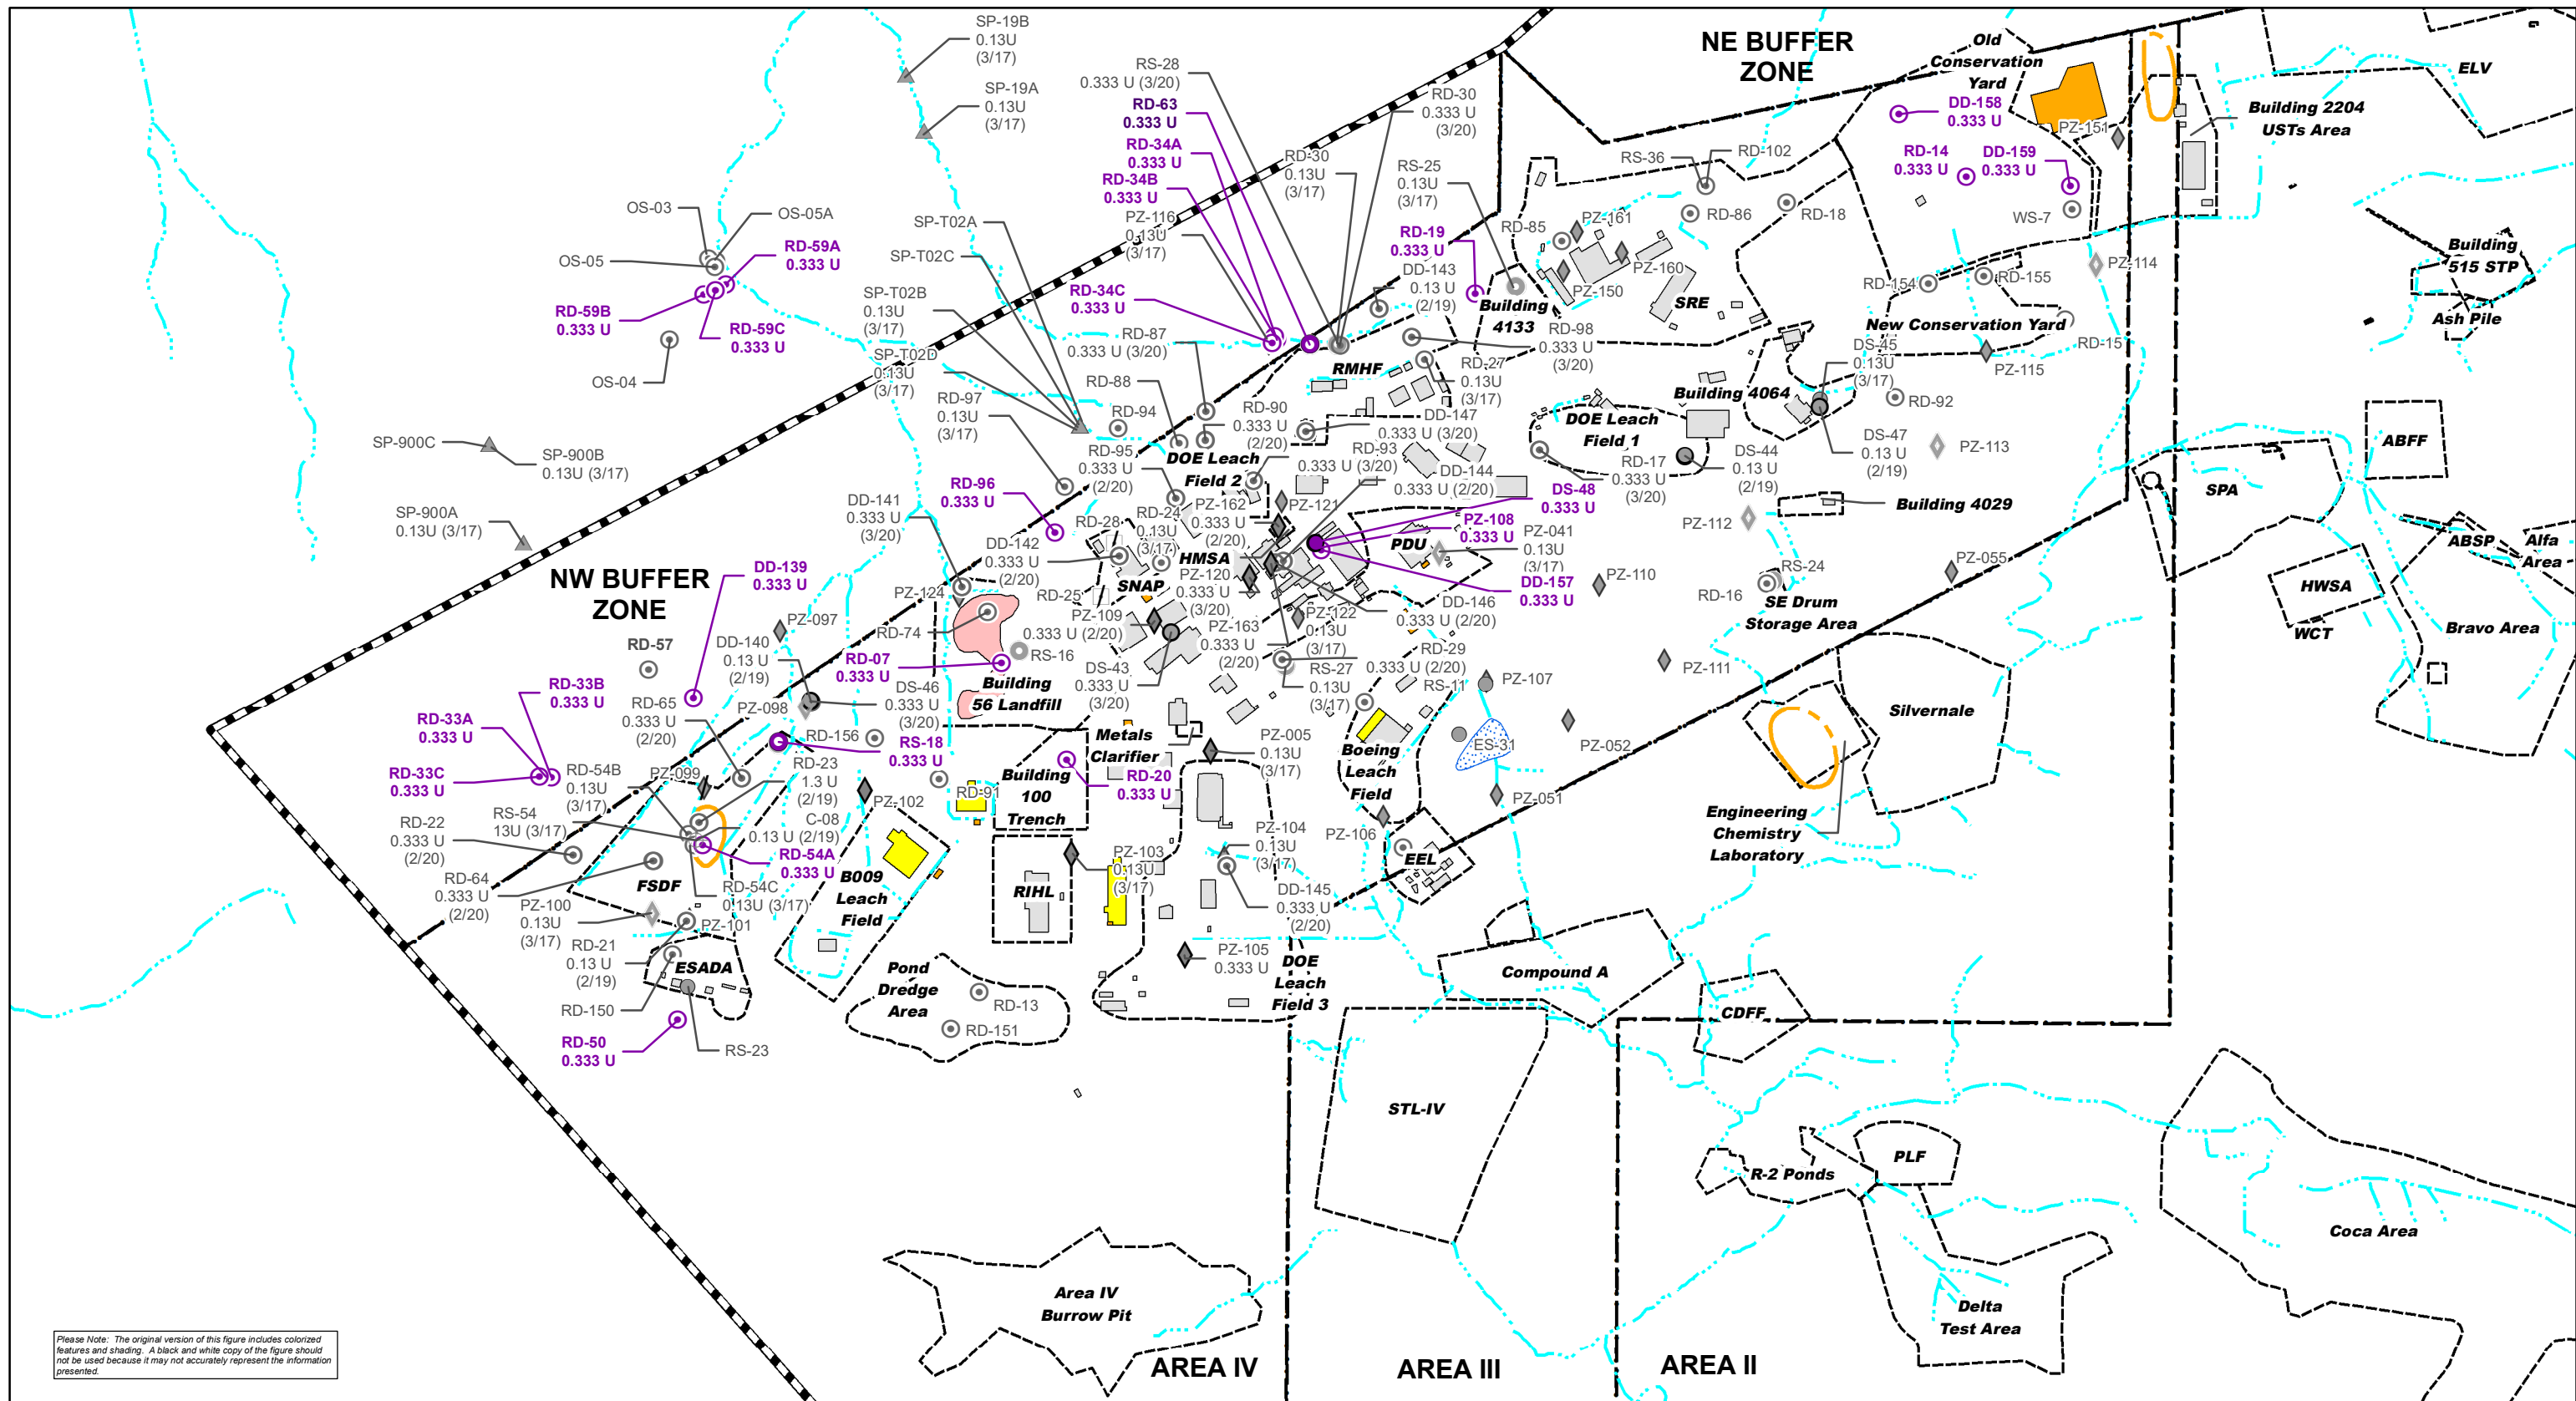 SP-19B
0.13U
(3/17)
SP-19A
0.13U
(3/17)
RS-28
0.333 U (3/20)
RD-63
0.333 U
RD-34A
0.333 U
RD-34B
0.333 U
PZ-116
0.13U
(3/17)
RD-30
0.333 U
(3/20)
RD-30
0.13U
(3/17)
RS-25
0.13U
(3/17)
NE BUFFER
ZONE
Old
Conservation
Yard
ELV
DD-158
0.333 U
PZ-151
Building 2204
USTs Area
RD-14
0.333 U
DD-159
0.333 U
WS-7
RS-36
RD-102
RD-85
PZ-161
RD-86
RD-18
PZ-160
PZ-150
SRE
RD-19
0.333 U
Building
4133
DD-143
0.13 U
(2/19)
OS-03
OS-05A
OS-05
RD-59A
0.333 U
RD-59B
0.333 U
RD-59C
0.333 U
OS-04
SP-T02A
SP-T02C
SP-T02B
0.13U
(3/17)
SP-T02D
0.13U
(3/17)
RD-34C
0.333 U
RD-87
0.333 U (3/20)
RD-88
RD-97
0.13U
(3/17)
RD-94
RMHF
RD-98
0.333 U
(3/20)
RD-27
0.13U
(3/17)
RD-154
RD-155
PZ-114
New Conservation Yard
RD-15
PZ-115
DS-45
0.13U
(3/17)
Building 4064
RD-92
Building
515 STP
Ash Pile
DOE Leach
Field 1
DS-47
0.13 U
(2/19)
PZ-113
ABFF
SPA
SP-900C
SP-900B
0.13U (3/17)
SP-900A
0.13U (3/17)
RD-95
0.333 U
(2/20)
DOE Leach
Field 2
RD-90
0.333 U
(2/20)
DD-147
0.333 U (3/20)
RD-93
0.333 U (3/20)
DD-144
0.333 U (2/20)
RD-17
0.333 U
(3/20)
DS-44
0.13 U
(2/19)
Building 4029
PZ-112
RD-96
0.333 U
DD-141
0.333 U
(3/20)
DD-142
0.333 U
(2/20)
RD-28
RD-24
0.13U
(3/17)
PZ-162
0.333 U
(2/20)
PZ-121
DS-48
0.333 U
PZ-108
0.333 U
DD-157
0.333 U
PDU
PZ-041
0.13U
(3/17)
HMSA
SNAP
PZ-120
0.333 U
(3/20)
PZ-110
PZ-055
RS-24
RD-16
SE Drum
Storage Area
ABSP
Alfa
Area
HWSA
WCT
Bravo Area
NW BUFFER
ZONE
DD-139
0.333 U
PZ-124
RD-25
PZ-109
0.333 U (2/20)
PZ-163
0.333 U
(2/20)
PZ-122
0.13U
(3/17)
DD-146
0.333 U (2/20)
PZ-097
RD-74
RS-16
RD-07
0.333 U
Building
56 Landfill
DS-43
0.333 U
(3/20)
RD-29
0.333 U (2/20)
RS-27
0.13U
(3/17)
RS-11
PZ-107
PZ-111
RD-57
DD-140
0.13 U
(2/19)
DS-46
0.333 U
(3/20)
PZ-098
RD-156
RS-18
0.333 U
RD-33B
0.333 U
RD-33A
0.333 U
RD-33C
0.333 U
RD-65
0.333 U
(2/20)
RD-54B
0.13U
(3/17)
PZ-099
RD-23
1.3 U
(2/19)
C-08
0.13 U (2/19)
RD-54A
0.333 U
RS-54
13U (3/17)
RD-22
0.333 U
(2/20)
RD-64
0.333 U
(2/20)
FSDF
RD-54C
0.13U (3/17)
PZ-100
0.13U
(3/17)
PZ-101
RD-21
0.13 U
(2/19)
ESADA
RD-150
RD-50
0.333 U
RS-23
PZ-102
RD-91
B009
Leach
Field
Building
100
Trench
RD-20
0.333 U
Metals
Clarifier
PZ-005
0.13U
(3/17)
RIHL
PZ-103
0.13U
(3/17)
PZ-104
0.13U
(3/17)
DD-145
0.333 U
(2/20)
PZ-105
0.333 U
DOE
Leach
Field 3
Boeing
Leach
Field
ES-31
PZ-052
PZ-051
PZ-106
EEL
Silvernale
Engineering
Chemistry
Laboratory
Pond
Dredge
Area
RD-13
RD-151
Compound A
CDFF
STL-IV
R-2 Ponds
PLF
Coca Area
Delta
Test Area
Area IV
Burrow Pit
AREA IV
AREA III
AREA II
Please Note: The original version of this figure includes colorized
features and shading. A black and white copy of the figure should
not be used because it may not accurately represent the information
presented.